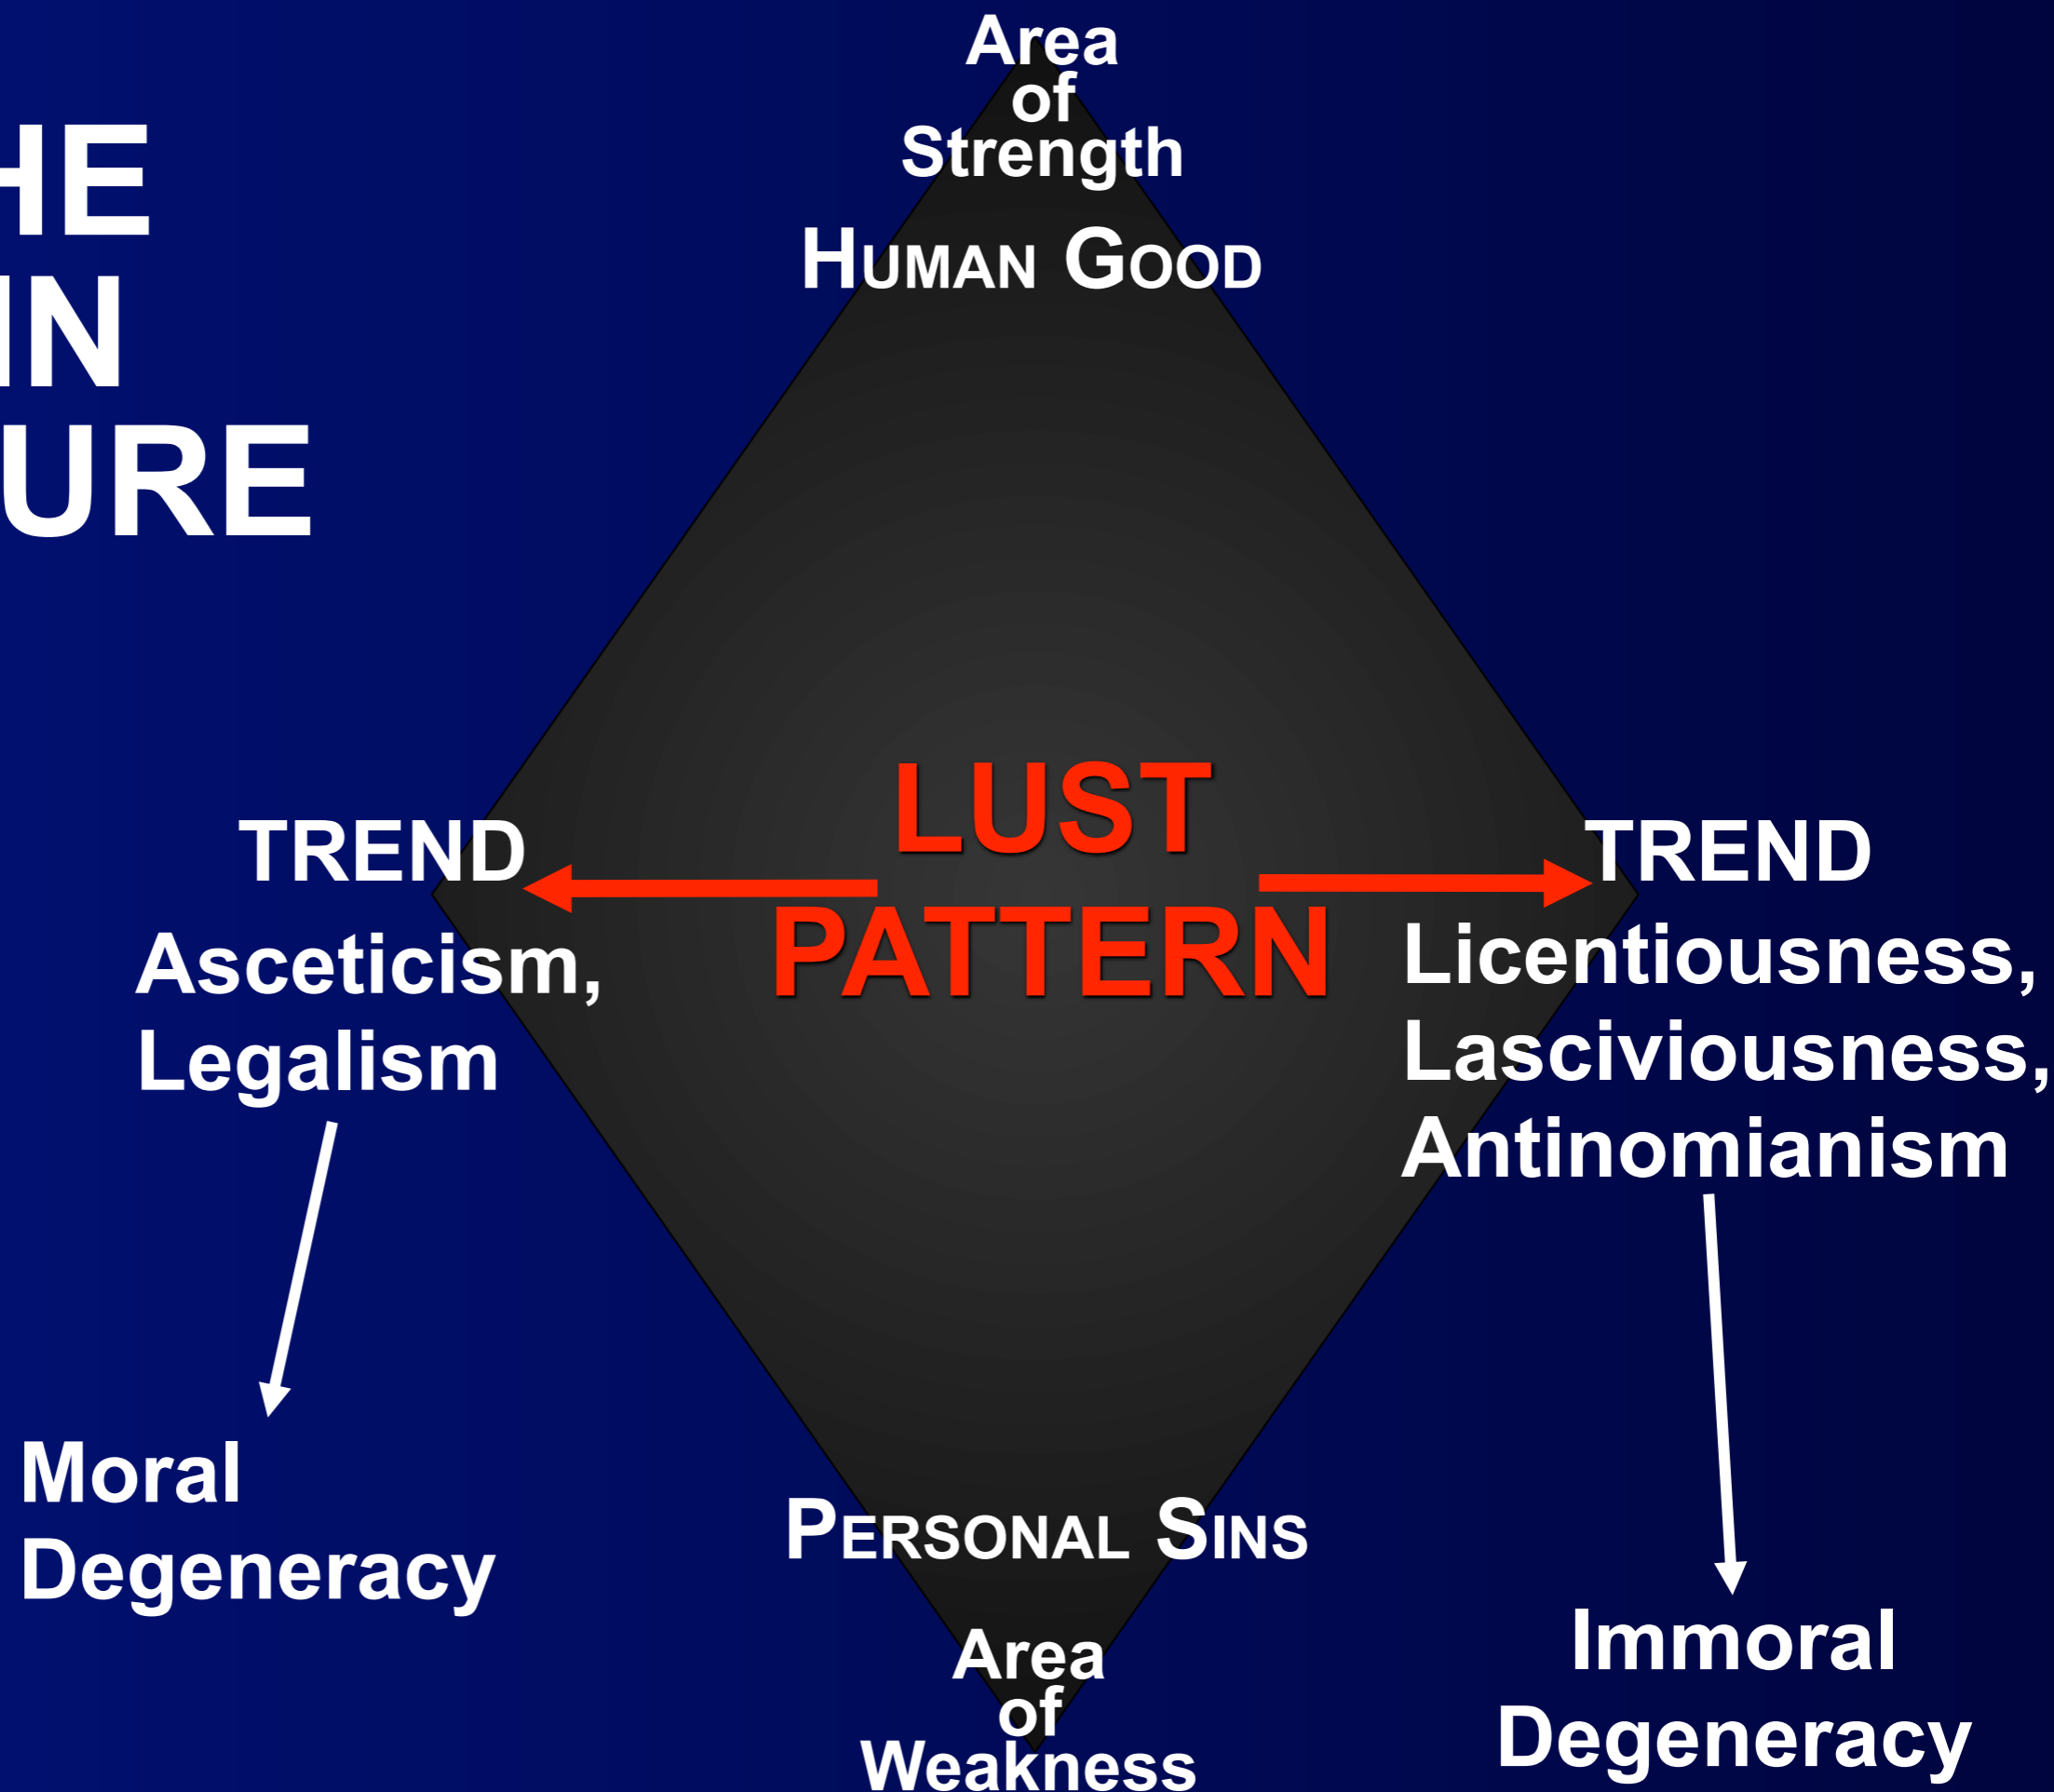 Area
of
Strength
HE
IN
URE
HUMAN GOOD
LUST
PATTERN
TREND
Asceticism,
Legalism
TREND
Licentiousness,
Lasciviousness,
Antinomianism
Moral
Degeneracy
PERSONAL SINS
Area
of
Weakness
Immoral
Degeneracy